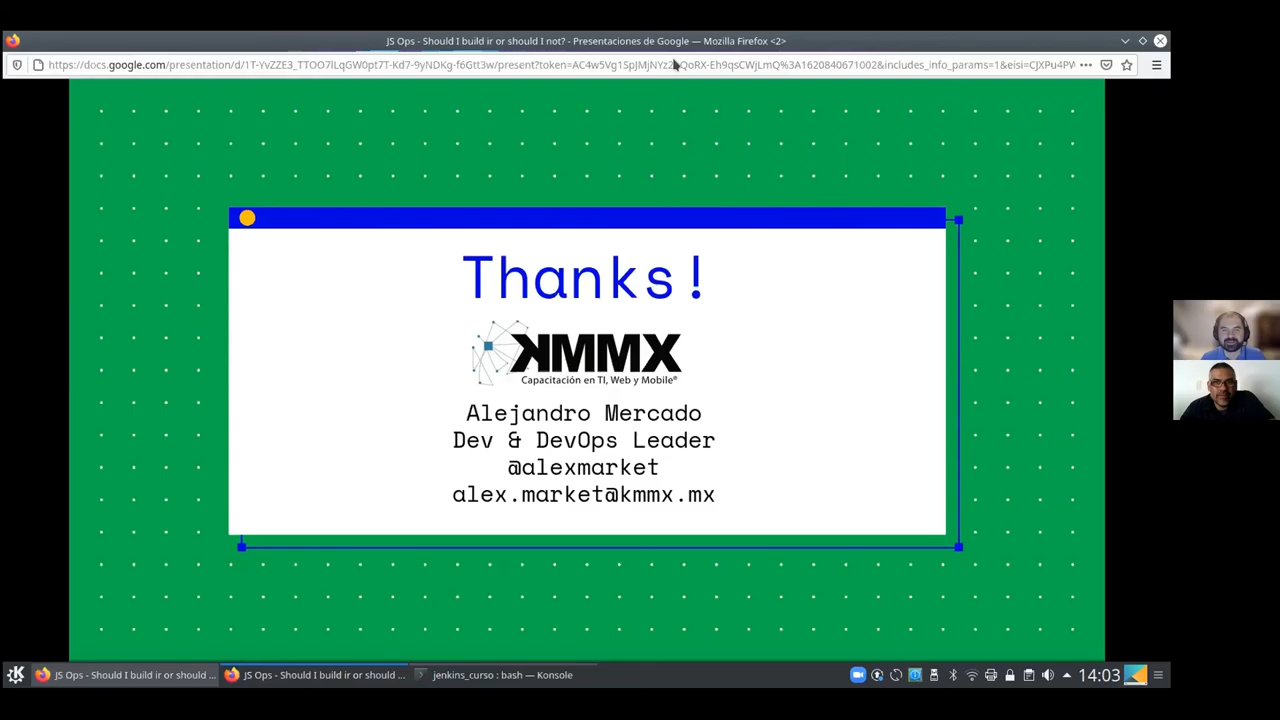 JS Ops - Should I build ir or should I not? - Presentaciones de Google — Mozilla Firefox <2>
Thanks!
KMMX
Capacitación en TI, Web y Mobile®
Alejandro Mercado
Dev & DevOps Leader
@alexmarket
alex.market@kmmx.mx
JS Ops - Should I build ir or should ...
JS Ops - Should I build ir or should I not? ...
jenkins_curso : bash — Konsole
14:03